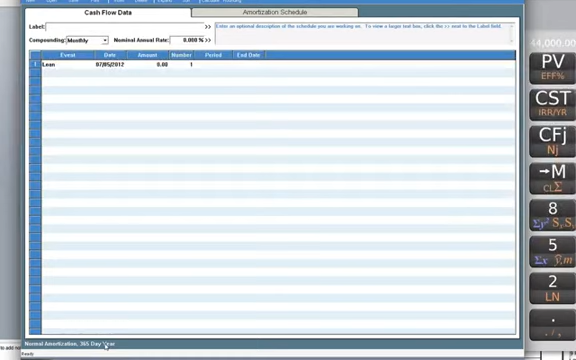 Cash Flow Data
Amortization Schedule
Label:
>>
Enter an optional description of the schedule you are working on. To view a larger text box, click the >> next to the Label field.
Compounding: Monthly
Nominal Annual Rate: 0.000 % >>
Event Date Amount Number Period End Date
1 Loan 07/05/2012 0.00 1
Normal Amortization, 365 Day Year
Ready
44,000.00
PV
EFF%
CST
IRR/YR
CFj
Nj
→M
CLΣ
8
5
2
LN
.